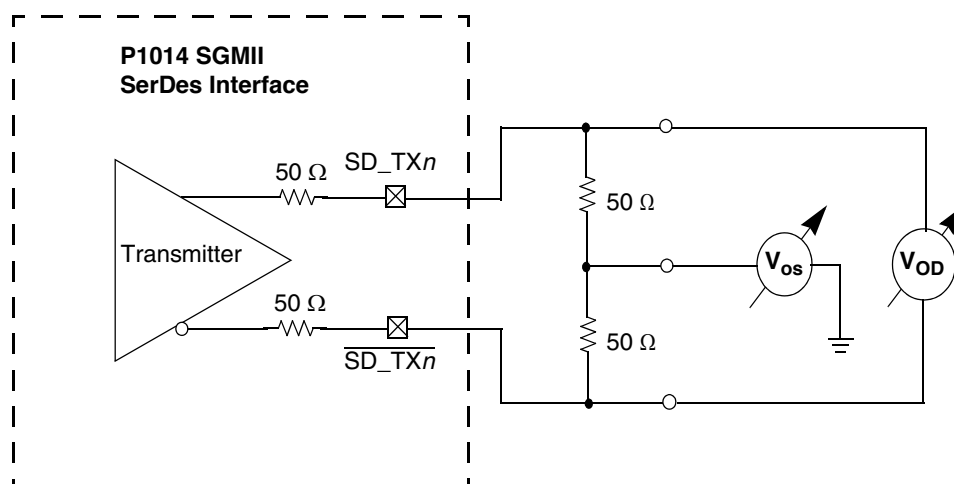 P1014 SGMII
SerDes Interface
50 Ω
SD_TXn
50 Ω
Transmitter
Vos
VOD
50 Ω
50 Ω
SD_TXn